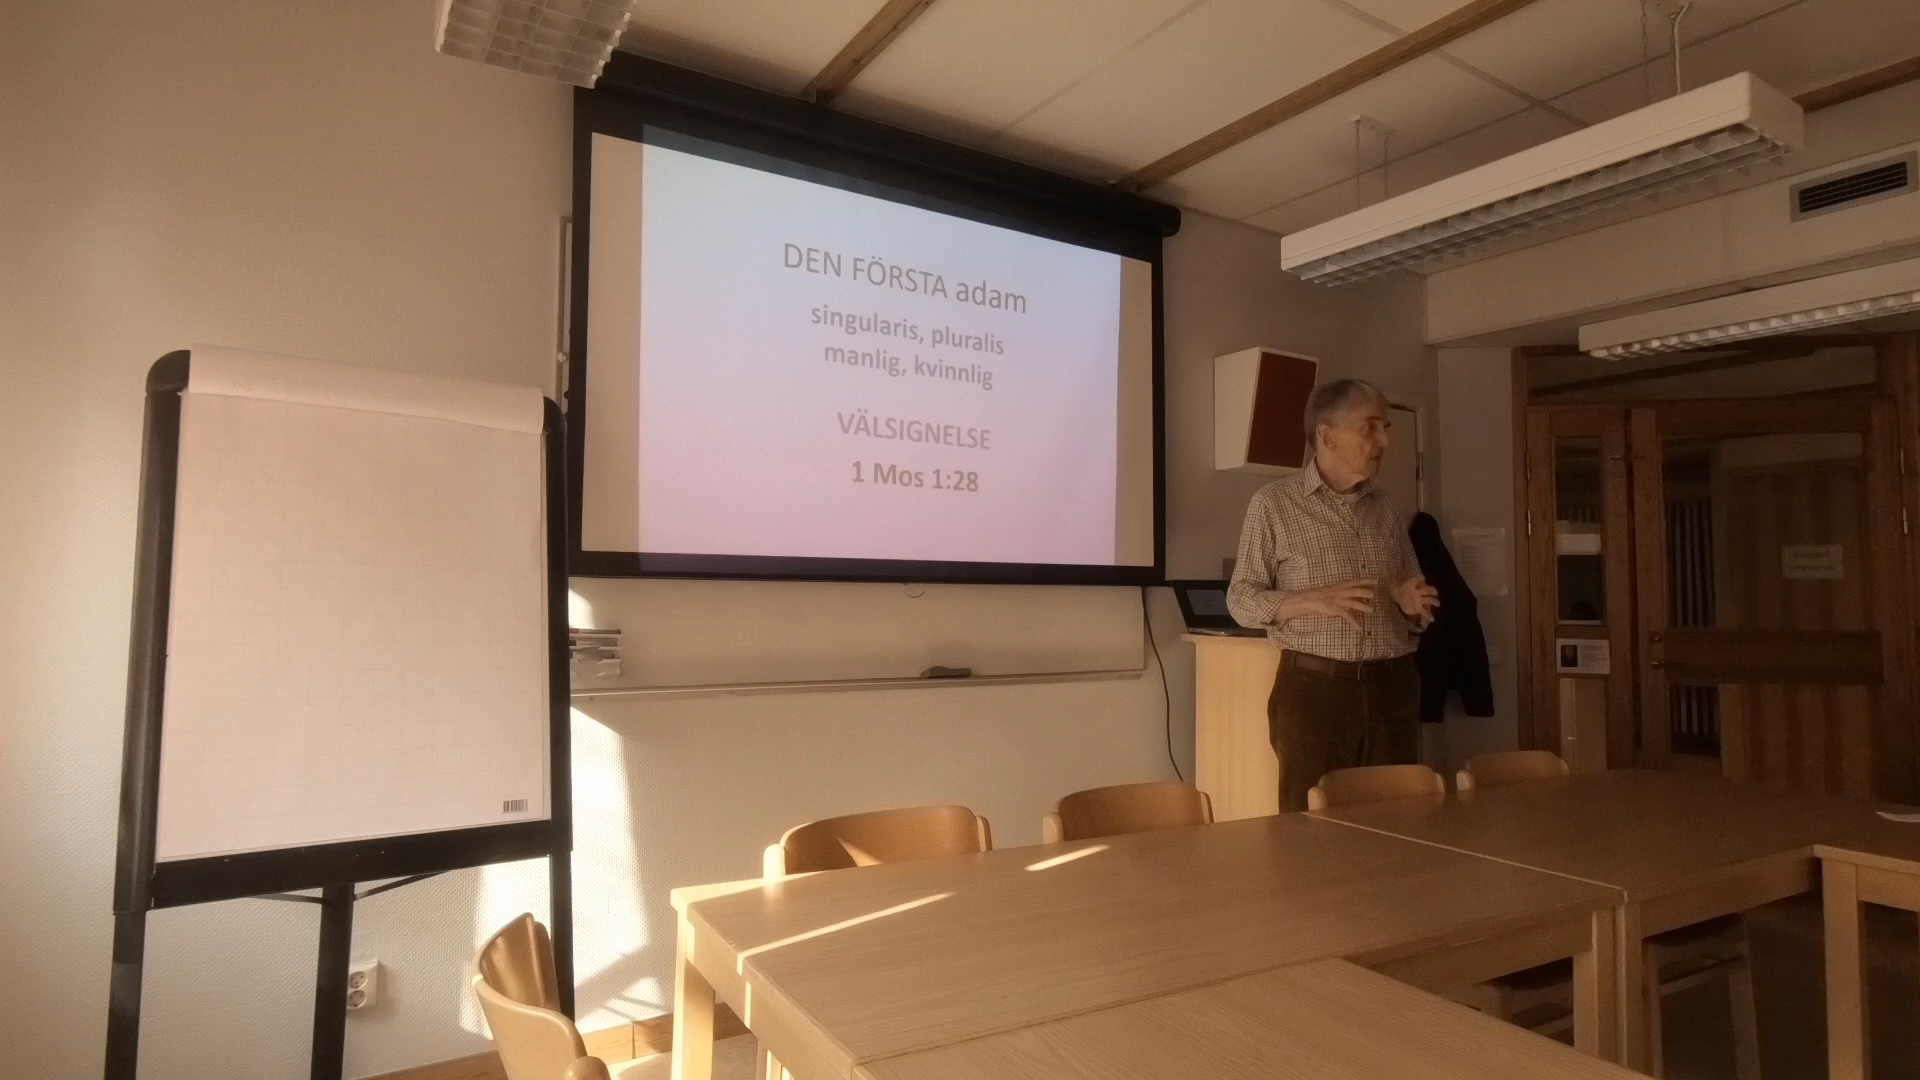 DEN FÖRSTA adam
singularis, pluralis
manlig, kvinnlig
VÄLSIGNELSE
1 Mos 1:28